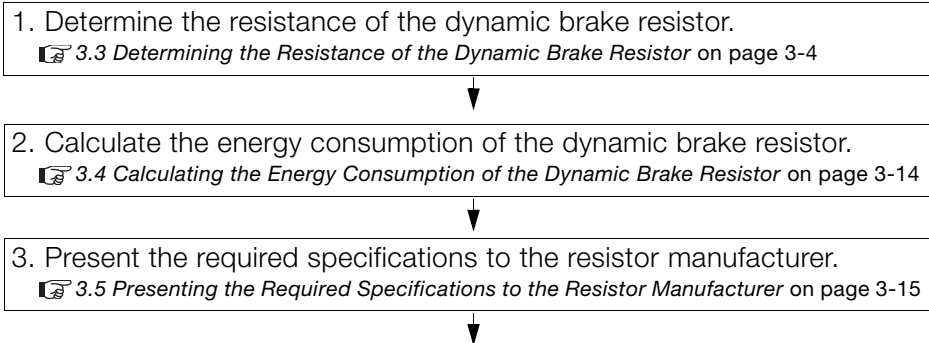 1. Determine the resistance of the dynamic brake resistor.
3.3 Determining the Resistance of the Dynamic Brake Resistor on page 3-4
2. Calculate the energy consumption of the dynamic brake resistor.
3.4 Calculating the Energy Consumption of the Dynamic Brake Resistor on page 3-14
3. Present the required specifications to the resistor manufacturer.
3.5 Presenting the Required Specifications to the Resistor Manufacturer on page 3-15